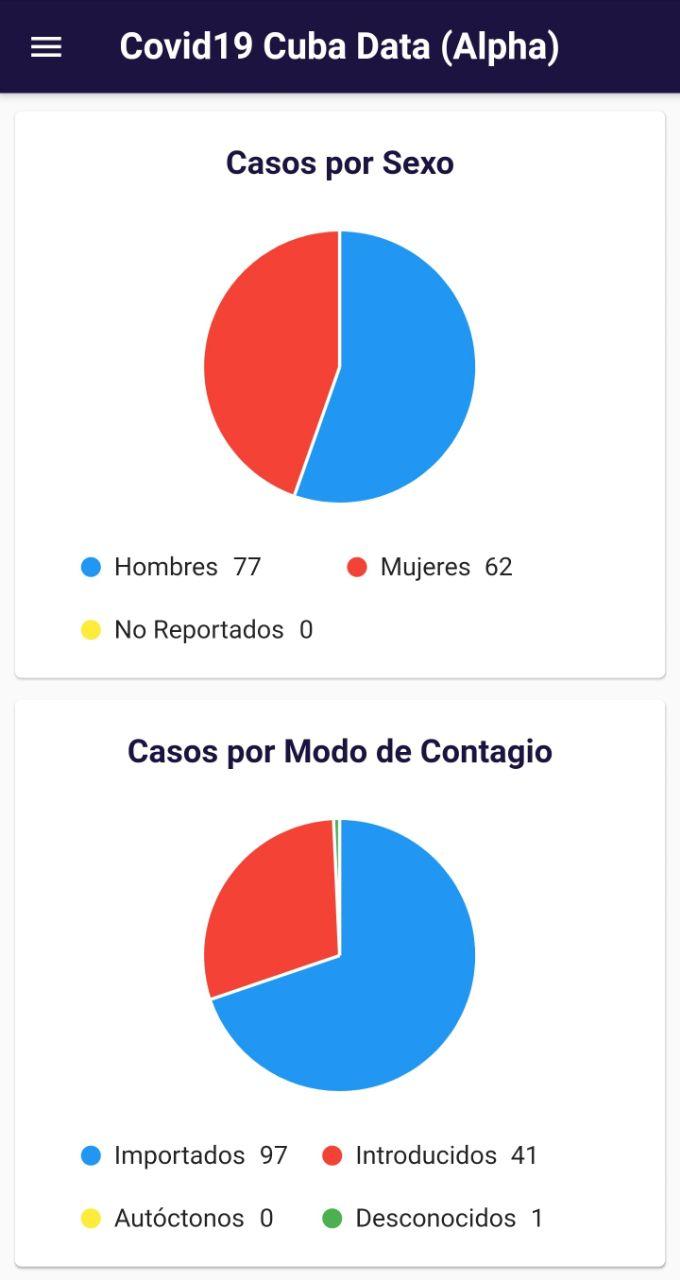 Covid19 Cuba Data (Alpha)
Casos por Sexo
Hombres 77 Mujeres 62
No Reportados 0
Casos por Modo de Contagio
Importados 97 Introducidos 41
Autóctonos 0 Desconocidos 1